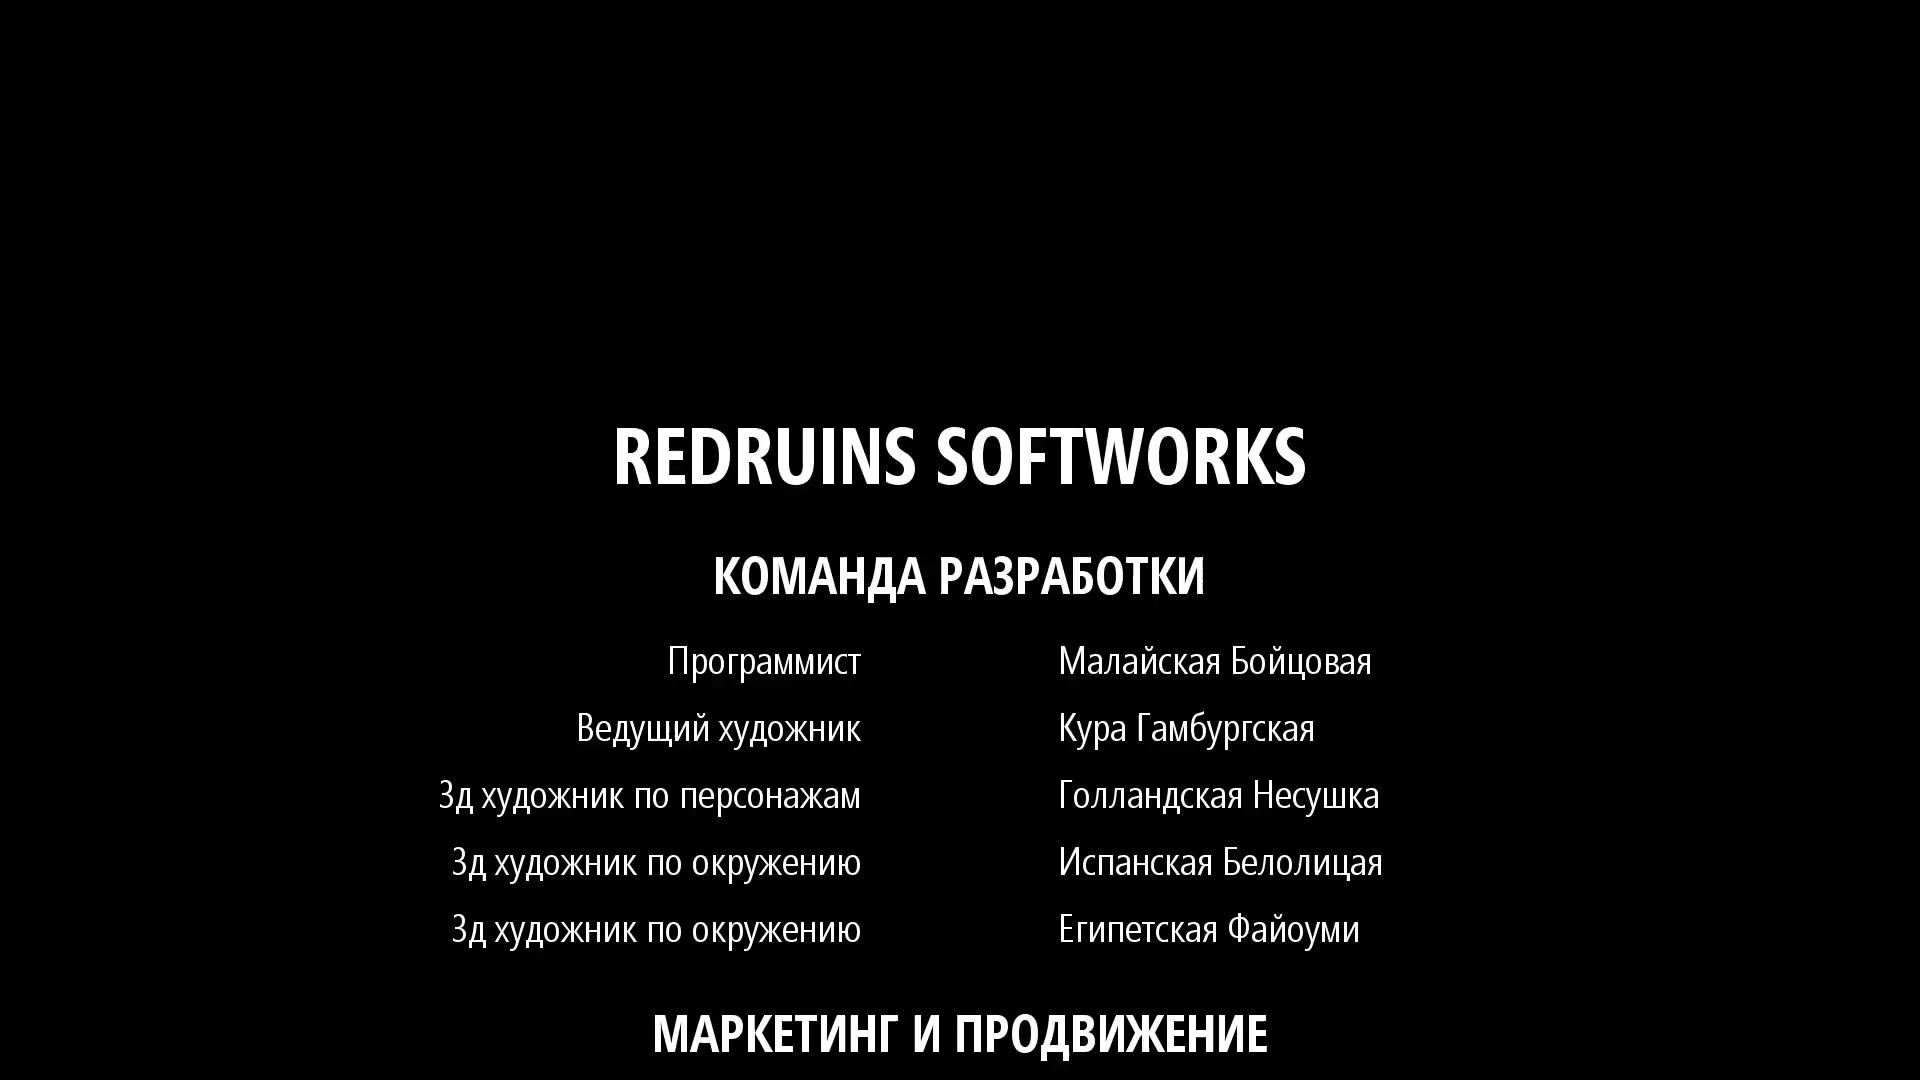 REDRUINS SOFTWORKS
КОМАНДА РАЗРАБОТКИ
Программист Малайская Бойцовая
Ведущий художник Кура Гамбургская
3д художник по персонажам Голландская Несушка
3д художник по окружению Испанская Белолицая
3д художник по окружению Египетская Файоуми
МАРКЕТИНГ И ПРОДВИЖЕНИЕ